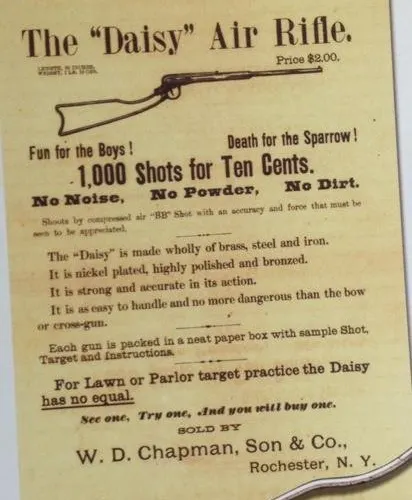 The "Daisy" Air Rifle.
Price $2.00.
Fun for the Boys!
Death for the Sparrow!
1,000 Shots for Ten Cents.
No Noise, No Powder, No Dirt.
Shoots by compressed air "BB" Shot with an accuracy and force that must be
seen to be appreciated.
The "Daisy" is made wholly of brass, steel and iron.
It is nickel plated, highly polished and bronzed.
It is strong and accurate in its action.
It is as easy to handle and no more dangerous than the bow
or cross-gun.
Each gun is packed in a neat paper box with sample Shot,
Target and Instructions.
For Lawn or Parlor target practice the Daisy
has no equal.
See one, Try one, And you will buy one.
SOLD BY
W. D. Chapman, Son & Co.,
Rochester, N. Y.